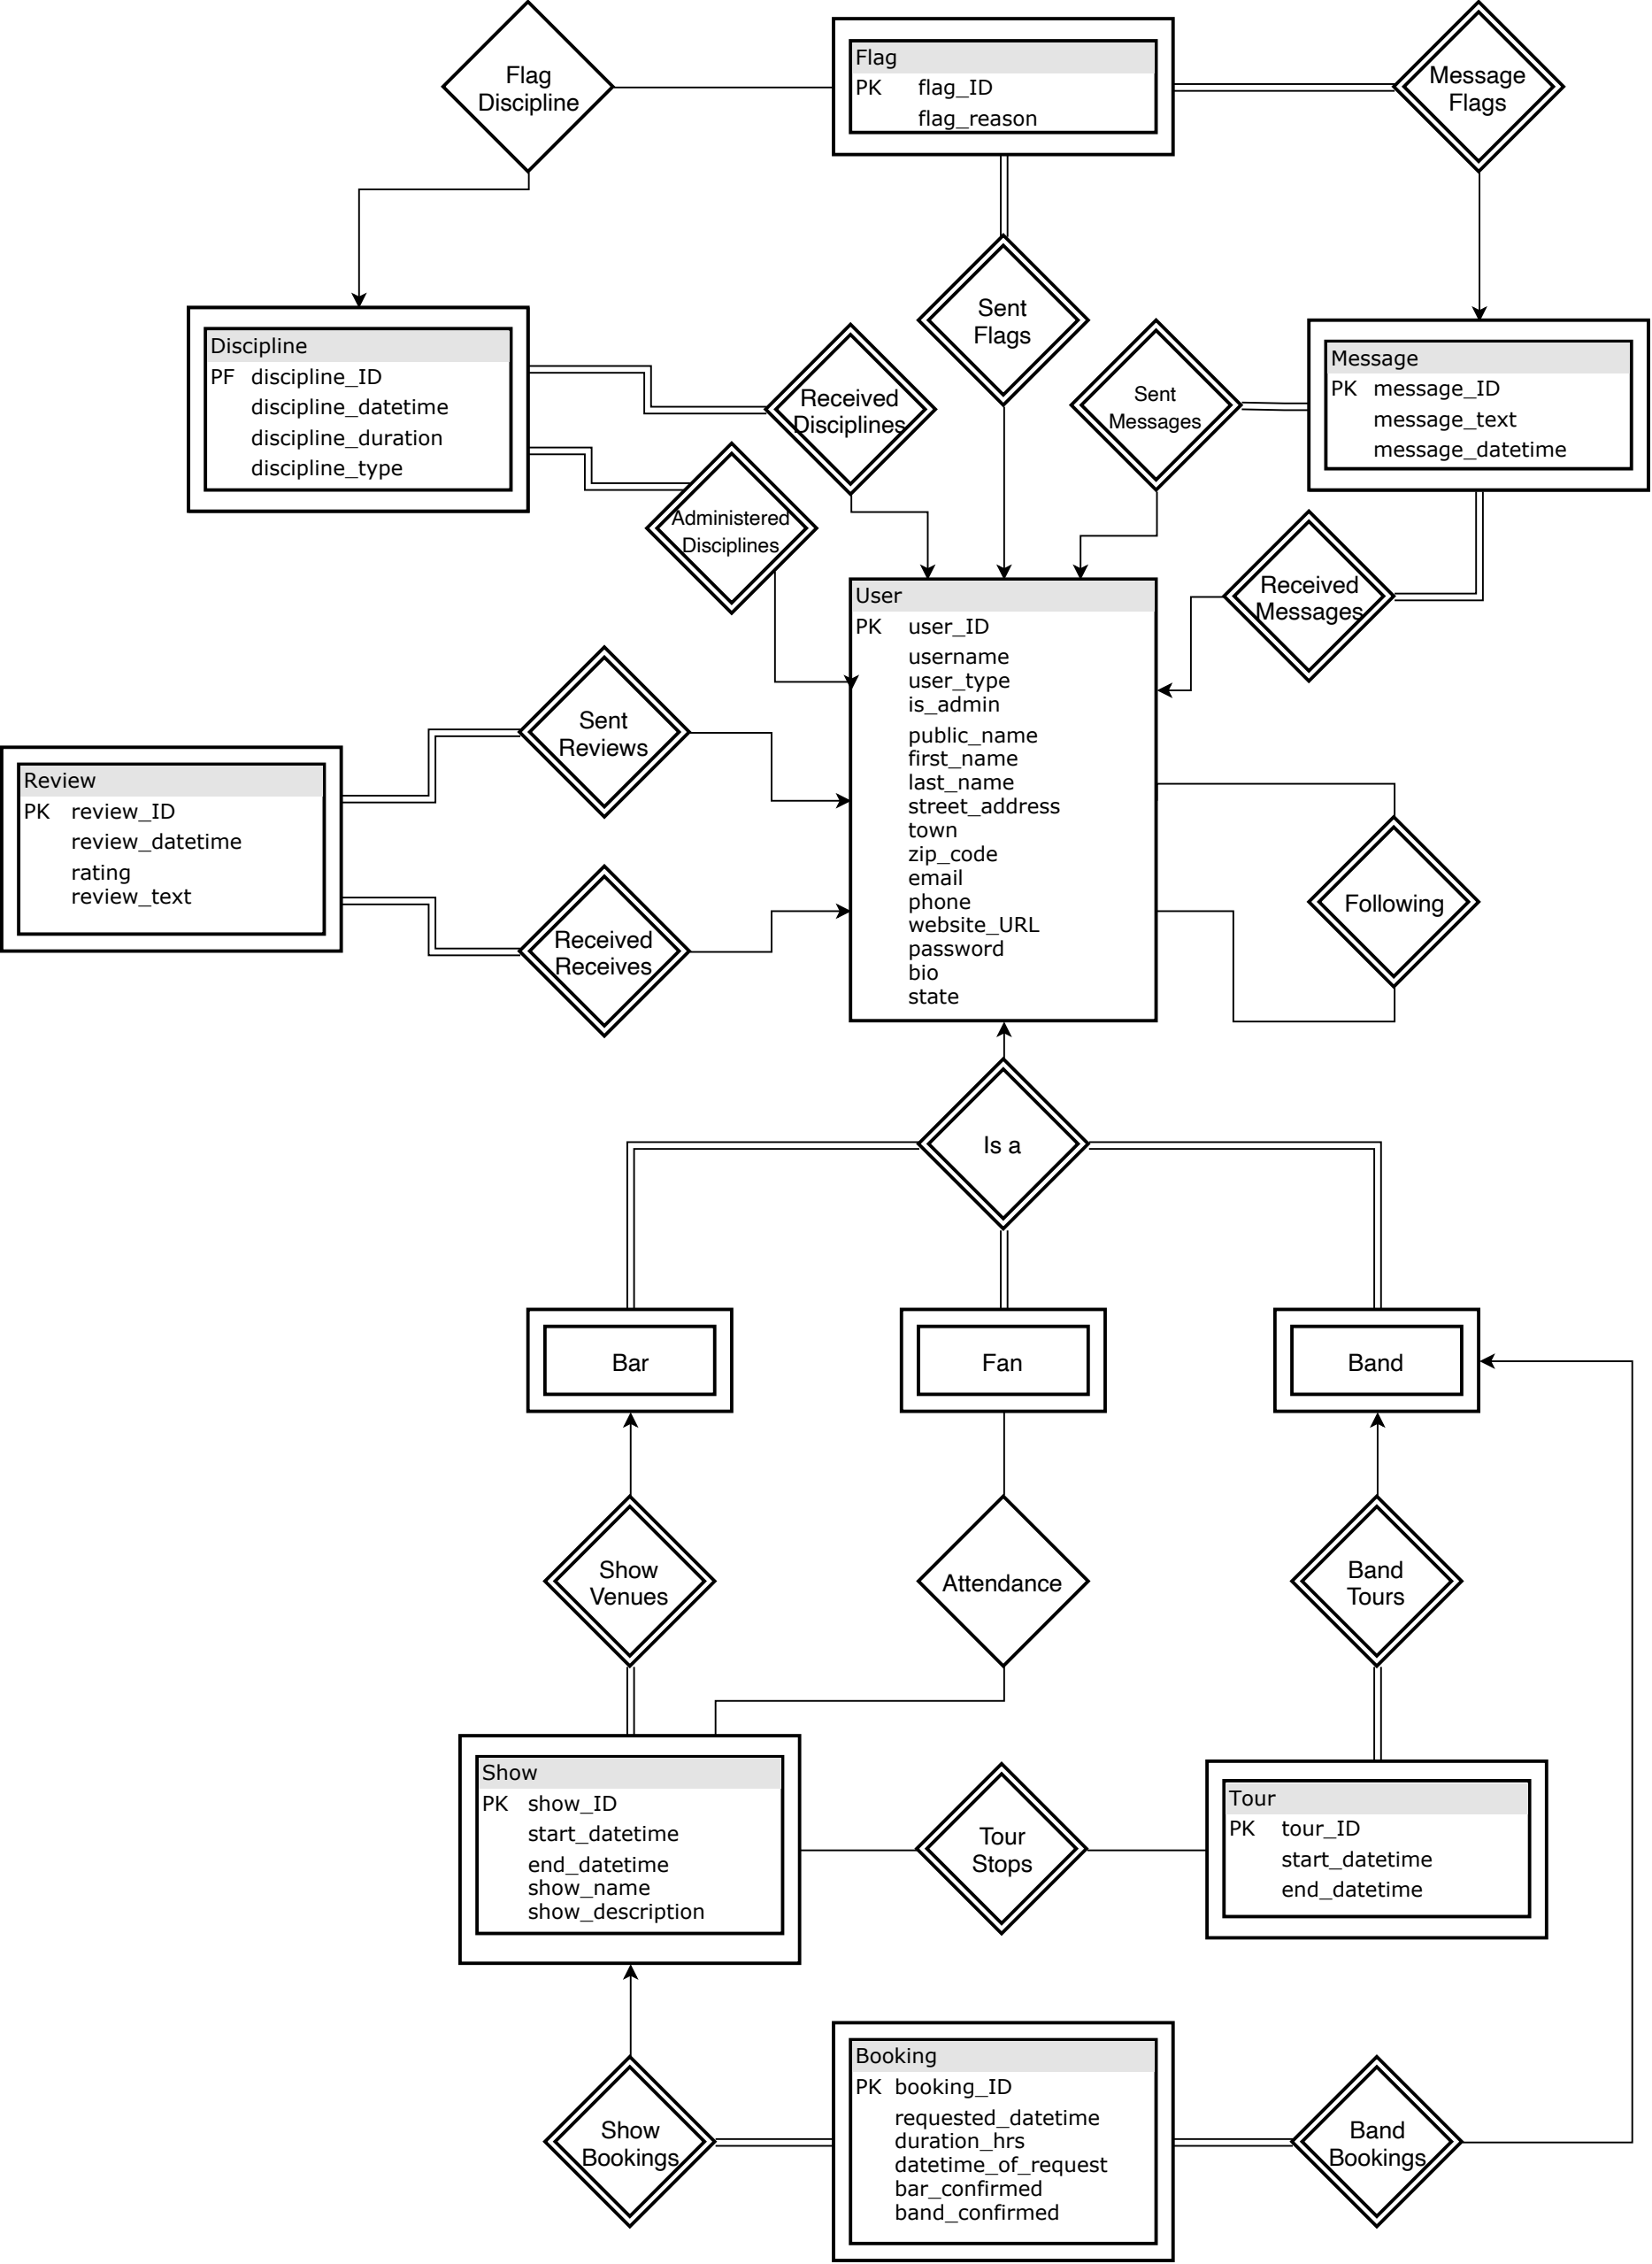 Flag
Discipline
Flag
PK flag_ID
flag_reason
Message
Flags
Sent
Flags
Discipline
PF discipline_ID
discipline_datetime
discipline_duration
discipline_type
Received
Disciplines
Sent
Messages
Message
PK message_ID
message_text
message_datetime
Administered
Disciplines
Received
Messages
User
PK user_ID
username
user_type
is_admin
public_name
first_name
last_name
street_address
town
zip_code
email
phone
website_URL
password
bio
state
Sent
Reviews
Review
PK review_ID
review_datetime
rating
review_text
Received
Receives
Following
Is a
Bar
Fan
Band
Show
Venues
Attendance
Band
Tours
Show
PK show_ID
start_datetime
end_datetime
show_name
show_description
Tour
Stops
Tour
PK tour_ID
start_datetime
end_datetime
Show
Bookings
Booking
PK booking_ID
requested_datetime
duration_hrs
datetime_of_request
bar_confirmed
band_confirmed
Band
Bookings